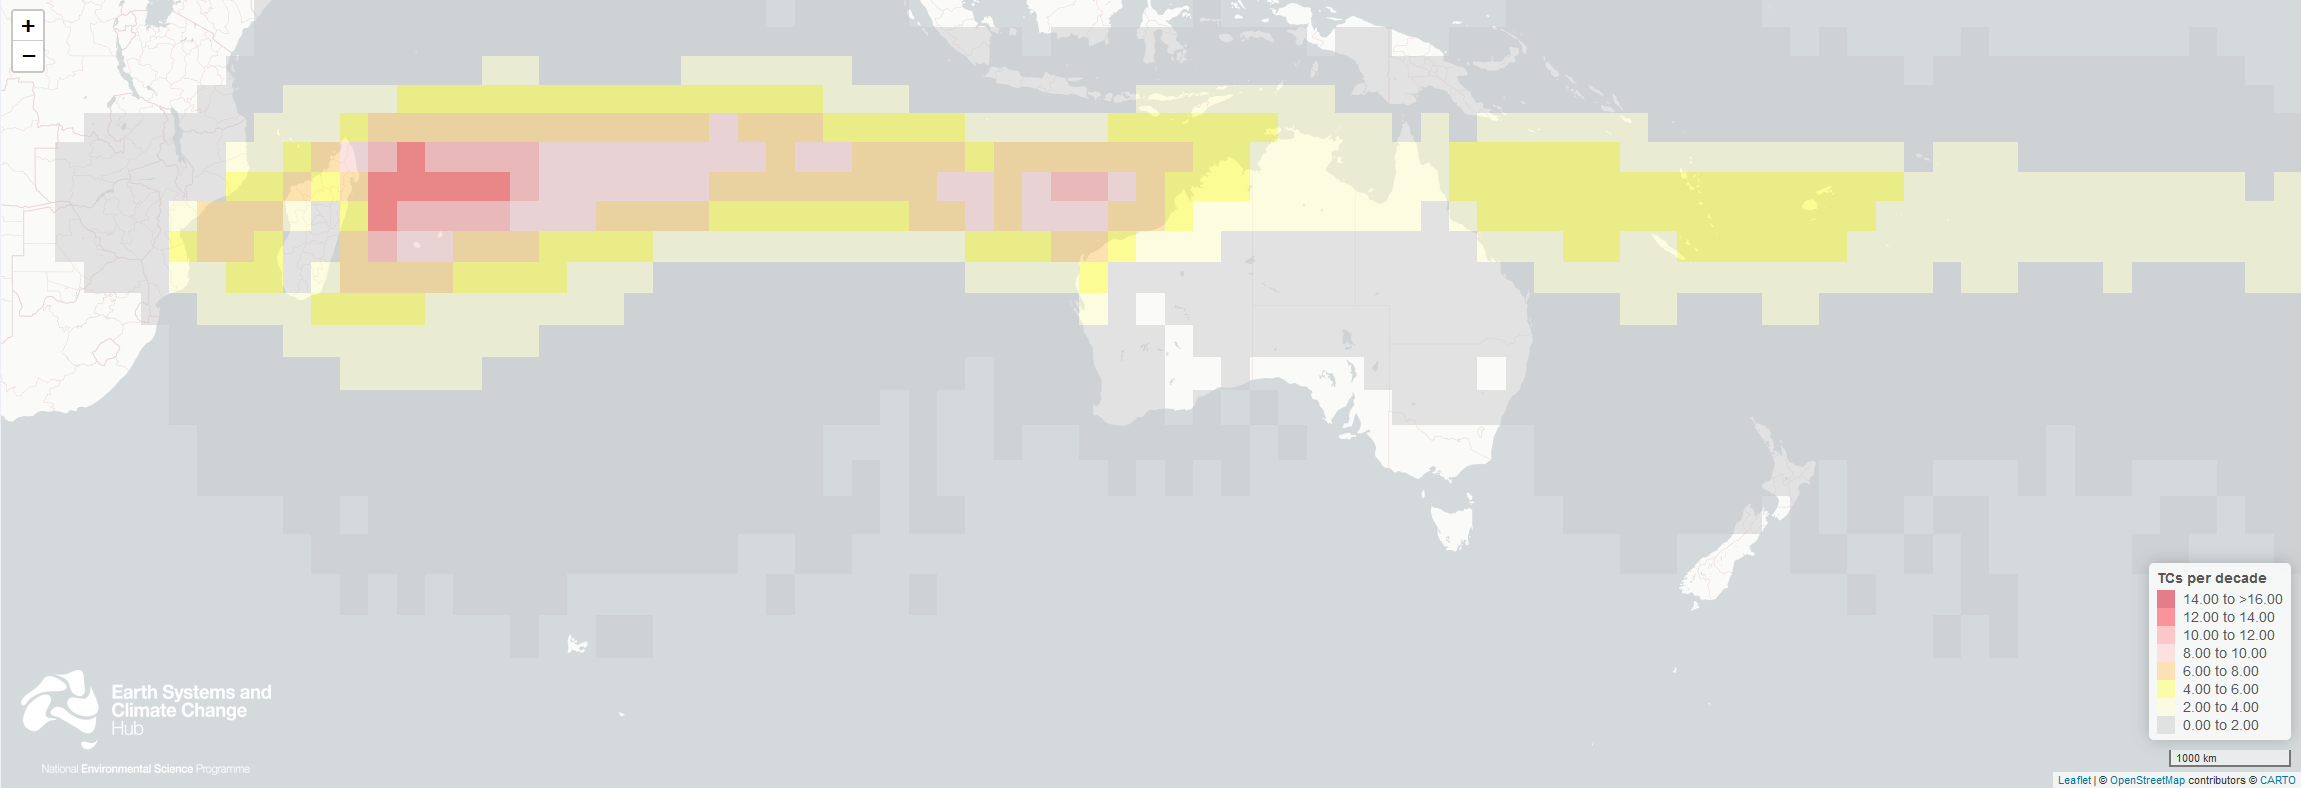 +
−
TCs per decade
14.00 to >16.00
12.00 to 14.00
10.00 to 12.00
8.00 to 10.00
6.00 to 8.00
4.00 to 6.00
2.00 to 4.00
0.00 to 2.00
Earth Systems and
Climate Change
Hub
National Environmental Science Programme
1000 km
Leaflet | © OpenStreetMap contributors © CARTO